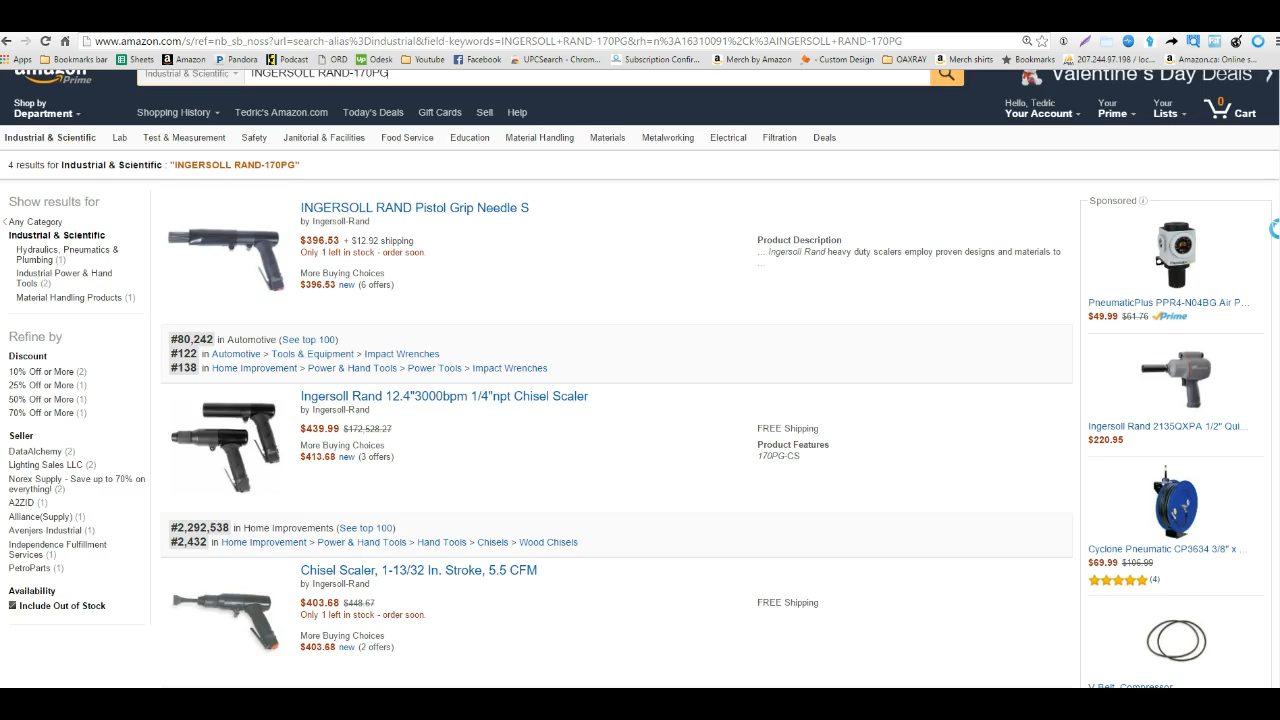 www.amazon.com/s/ref=nb_sb_noss?url=search-alias%3Dindustrial&field-keywords=INGERSOLL+RAND-170PG&rh=n%3A16310091%2Ck%3AINGERSOLL+RAND-170PG
Apps Bookmarks bar Sheets Amazon Pandora Podcast ORD Odesk Youtube Facebook UPCSearch - Chrom... Subscription Confir... Merch by Amazon - Custom Design OAXRAY Merch shirts Bookmarks 207.244.97.198 / loc... Amazon.ca: Online s...
amazon Prime
Industrial & Scientific INGERSOLL RAND-170PG
Valentine's Day Deals
Shop by
Department
Shopping History Tedric's Amazon.com Today's Deals Gift Cards Sell Help
Hello, Tedric
Your Account
Your
Prime
Your
Lists
0
Cart
Industrial & Scientific Lab Test & Measurement Safety Janitorial & Facilities Food Service Education Material Handling Materials Metalworking Electrical Filtration Deals
4 results for Industrial & Scientific : "INGERSOLL RAND-170PG"
Show results for
Any Category
Industrial & Scientific
Hydraulics, Pneumatics &
Plumbing (1)
Industrial Power & Hand
Tools (2)
Material Handling Products (1)
Refine by
Discount
10% Off or More (2)
25% Off or More (1)
50% Off or More (1)
70% Off or More (1)
Seller
DataAlchemy (2)
Lighting Sales LLC (2)
Norex Supply - Save up to 70% on
everything! (2)
A2ZID (1)
Alliance(Supply) (1)
Avenjers Industrial (1)
Independence Fulfillment
Services (1)
PetroParts (1)
Availability
Include Out of Stock
INGERSOLL RAND Pistol Grip Needle S
by Ingersoll-Rand
$396.53 + $12.92 shipping
Only 1 left in stock - order soon.
More Buying Choices
$396.53 new (6 offers)
Product Description
... Ingersoll Rand heavy duty scalers employ proven designs and materials to
...
#80,242 in Automotive (See top 100)
#122 in Automotive > Tools & Equipment > Impact Wrenches
#138 in Home Improvement > Power & Hand Tools > Power Tools > Impact Wrenches
Ingersoll Rand 12.4"3000bpm 1/4"npt Chisel Scaler
by Ingersoll-Rand
$439.99 $172,528.27
More Buying Choices
$413.68 new (3 offers)
FREE Shipping
Product Features
170PG-CS
#2,292,538 in Home Improvements (See top 100)
#2,432 in Home Improvement > Power & Hand Tools > Hand Tools > Chisels > Wood Chisels
Chisel Scaler, 1-13/32 In. Stroke, 5.5 CFM
by Ingersoll-Rand
$403.68 $448.67
Only 1 left in stock - order soon.
More Buying Choices
$403.68 new (2 offers)
FREE Shipping
Sponsored
PneumaticPlus PPR4-N04BG Air P...
$49.99 $61.76 Prime
Ingersoll Rand 2135QXPA 1/2" Qui...
$220.95
Cyclone Pneumatic CP3634 3/8" x ...
$69.99 $106.99
(4)
V-Belt, Compressor